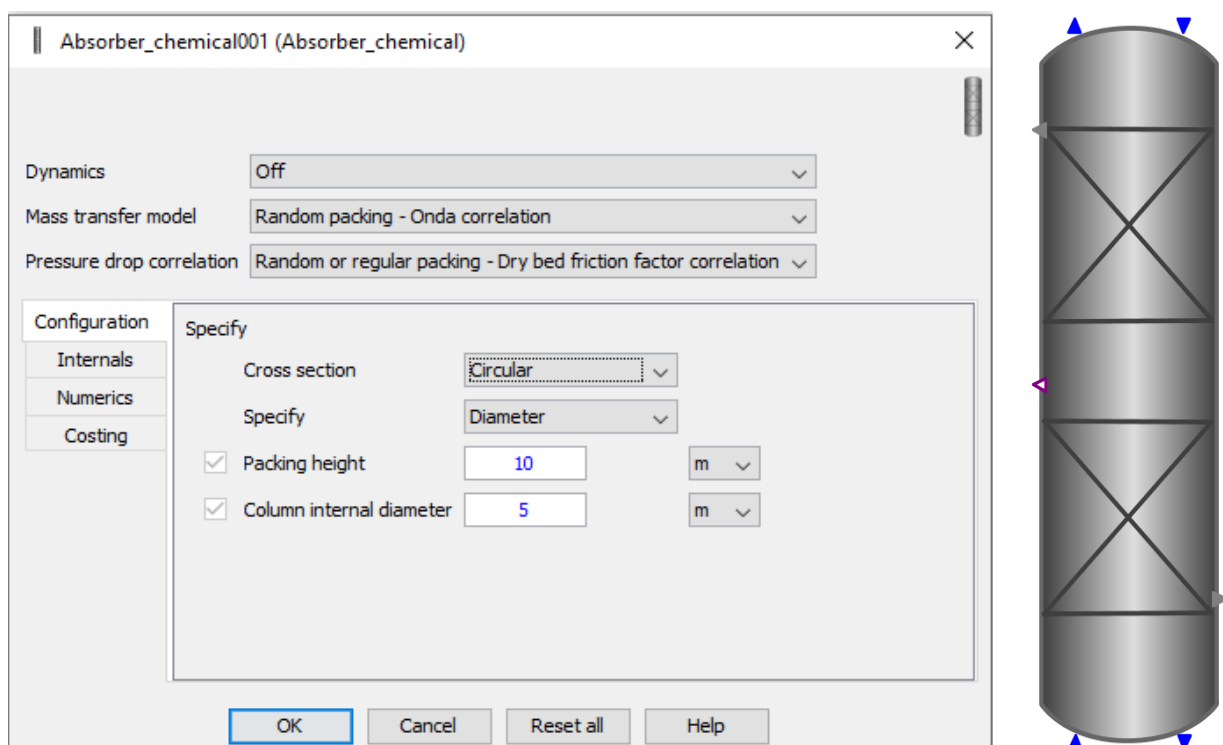 Absorber_chemical001 (Absorber_chemical)
Dynamics Off
Mass transfer model Random packing - Onda correlation
Pressure drop correlation Random or regular packing - Dry bed friction factor correlation
Configuration
Internals
Numerics
Costing
Specify
Cross section Circular
Specify Diameter
Packing height 10 m
Column internal diameter 5 m
OK Cancel Reset all Help